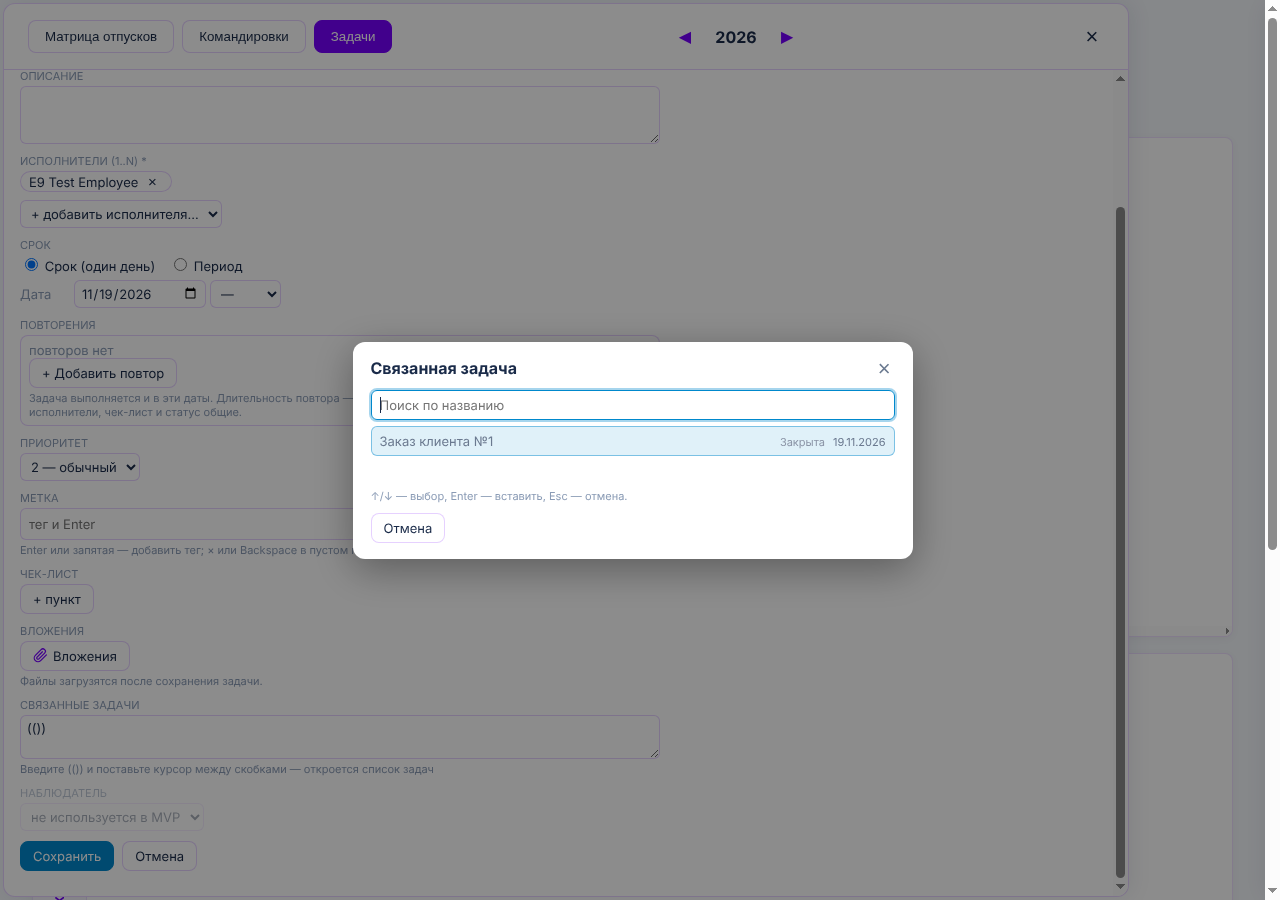 Матрица отпусков
Командировки
Задачи
◀ 2026 ▶
✕
ОПИСАНИЕ
ИСПОЛНИТЕЛИ (1..N) *
E9 Test Employee ✕
+ добавить исполнителя...
СРОК
Срок (один день)
Период
Дата
11/19/2026
—
ПОВТОРЕНИЯ
повторов нет
+ Добавить повтор
Задача выполняется и в эти даты. Длительность повтора —
исполнители, чек-лист и статус общие.
ПРИОРИТЕТ
2 — обычный
МЕТКА
тег и Enter
Enter или запятая — добавить тег; × или Backspace в пустом
ЧЕК-ЛИСТ
+ пункт
ВЛОЖЕНИЯ
Вложения
Файлы загрузятся после сохранения задачи.
СВЯЗАННЫЕ ЗАДАЧИ
(())
Введите (()) и поставьте курсор между скобками — откроется список задач
НАБЛЮДАТЕЛЬ
не используется в MVP
Сохранить
Отмена
Связанная задача
✕
Поиск по названию
Заказ клиента №1
Закрыта 19.11.2026
↑/↓ — выбор, Enter — вставить, Esc — отмена.
Отмена